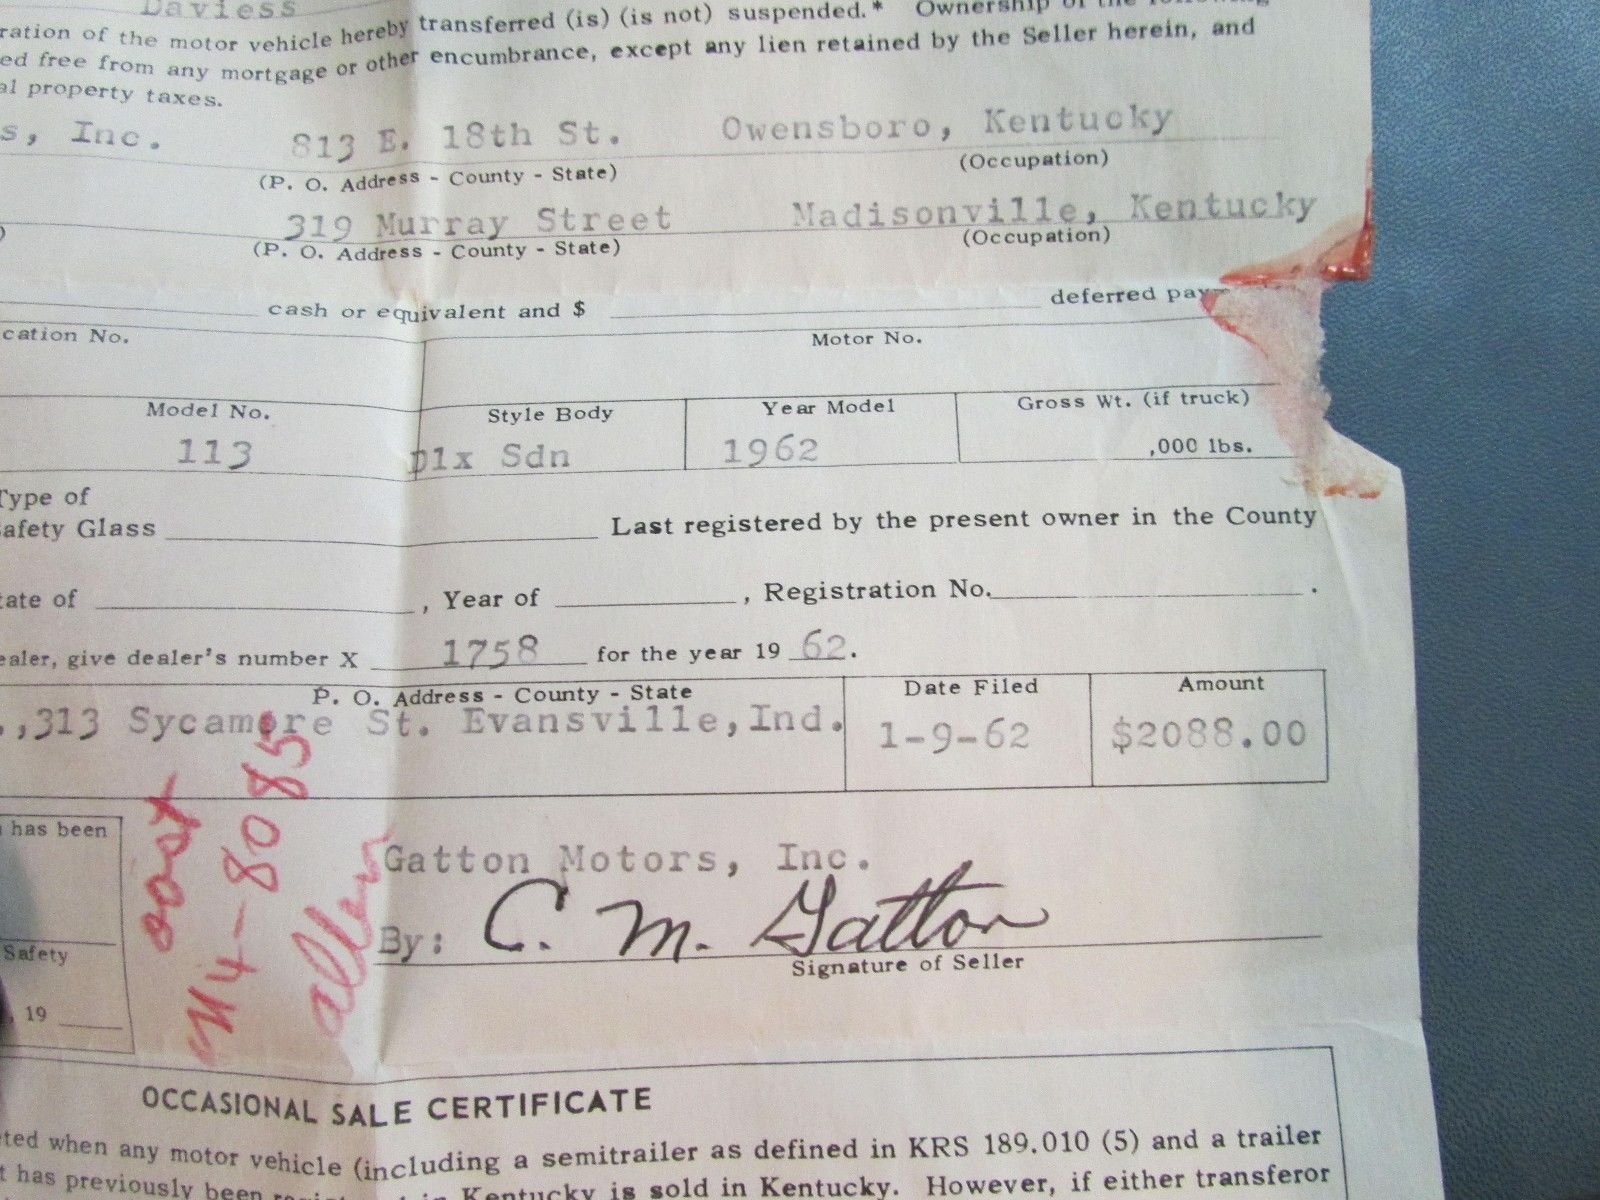 Daviess
ration of the motor vehicle hereby transferred (is) (is not) suspended.* Ownership of the following
ed free from any mortgage or other encumbrance, except any lien retained by the Seller herein, and
al property taxes.
s, Inc. 813 E. 18th St. Owensboro, Kentucky
(P. O. Address - County - State) (Occupation)
319 Murray Street Madisonville, Kentucky
) (P. O. Address - County - State) (Occupation)
cash or equivalent and $ deferred pay
cation No. Motor No.
Model No. Style Body Year Model Gross Wt. (if truck)
113 Dlx Sdn 1962 ,000 lbs.
Type of
afety Glass Last registered by the present owner in the County
tate of , Year of , Registration No. .
ealer, give dealer's number X 1758 for the year 19 62.
P. O. Address - County - State Date Filed Amount
.,313 Sycamore St. Evansville,Ind. 1-9-62 $2088.00
has been
Safety
, 19
4-8085
allen
Gatton Motors, Inc.
By: C. M. Gatton
Signature of Seller
OCCASIONAL SALE CERTIFICATE
ted when any motor vehicle (including a semitrailer as defined in KRS 189.010 (5) and a trailer
t has previously been in Kentucky is sold in Kentucky. However, if either transferor